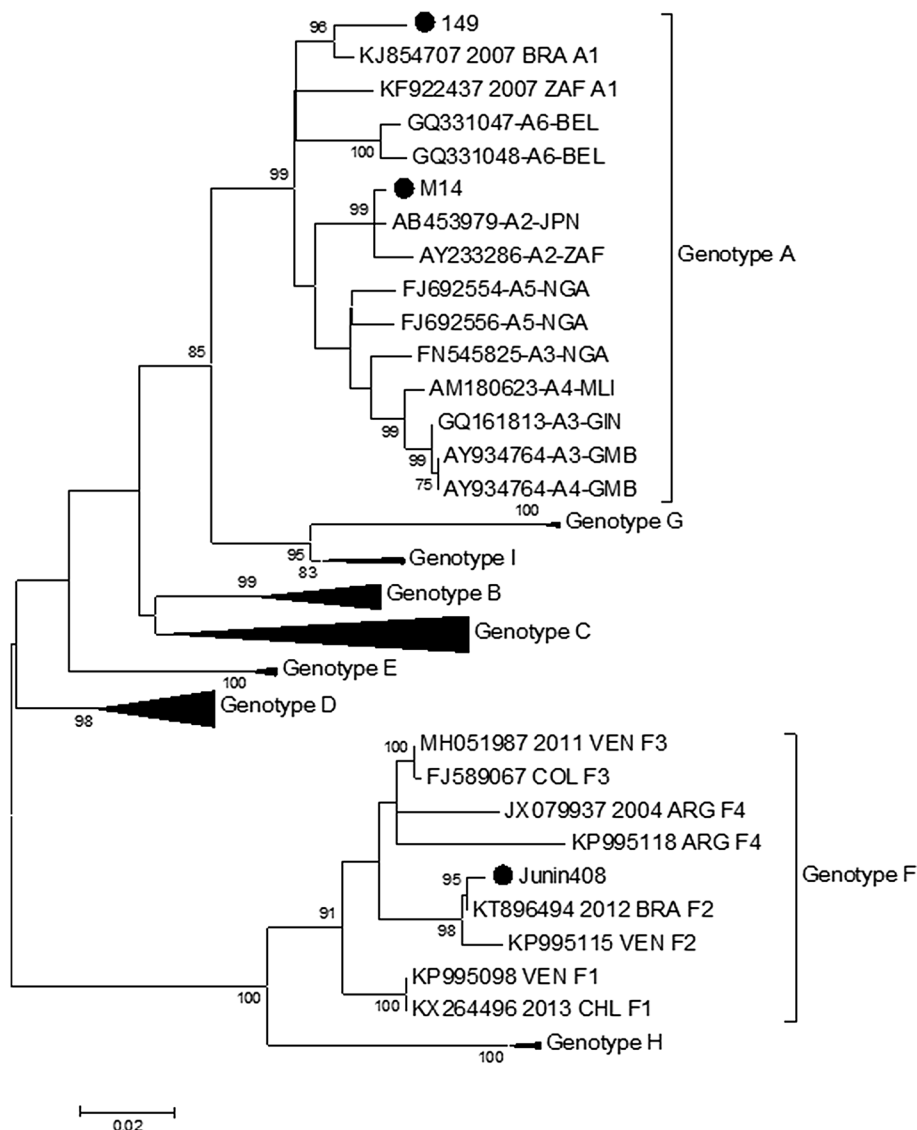 96
149
KJ854707 2007 BRA A1
KF922437 2007 ZAF A1
GQ331047-A6-BEL
100
GQ331048-A6-BEL
99
M14
99
AB453979-A2-JPN
AY233286-A2-ZAF
Genotype A
FJ692554-A5-NGA
FJ692556-A5-NGA
85
FN545825-A3-NGA
AM180623-A4-MLI
99
GQ161813-A3-GIN
99
AY934764-A3-GMB
75
AY934764-A4-GMB
100
Genotype G
95
Genotype I
83
99
Genotype B
Genotype C
100
Genotype E
98
Genotype D
100
MH051987 2011 VEN F3
FJ589067 COL F3
JX079937 2004 ARG F4
KP995118 ARG F4
95
Junin408
Genotype F
91
KT896494 2012 BRA F2
98
KP995115 VEN F2
KP995098 VEN F1
100
100
KX264496 2013 CHL F1
100
Genotype H
0.02